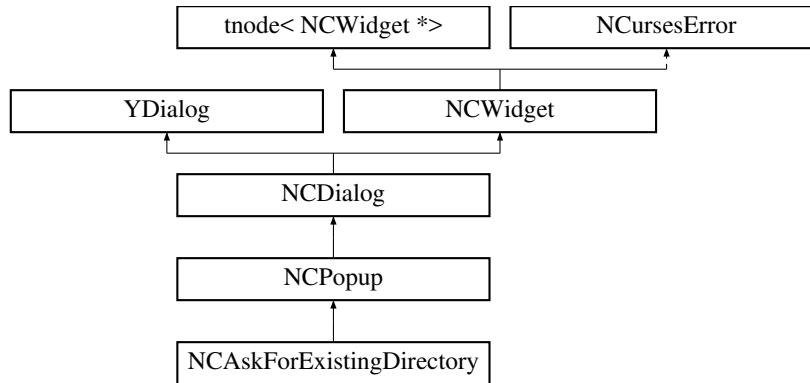 tnode< NCWidget *>
NCursesError
YDialog
NCWidget
NCDialog
NCPopup
NCAskForExistingDirectory